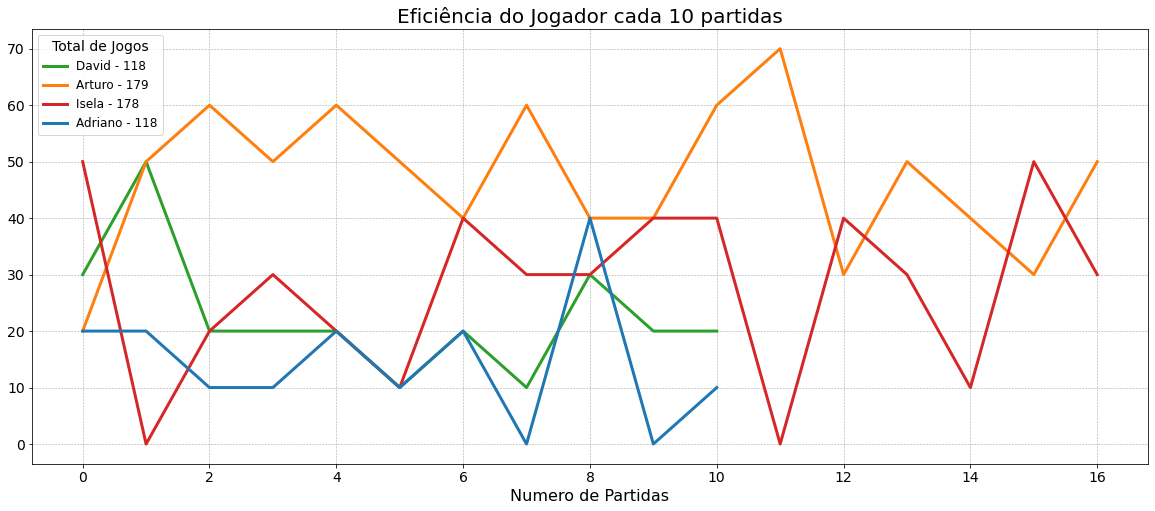 Eficiência do Jogador cada 10 partidas
Total de Jogos
David - 118
Arturo - 179
Isela - 178
Adriano - 118
70
60
50
40
30
20
10
0
0 2 4 6 8 10 12 14 16
Numero de Partidas